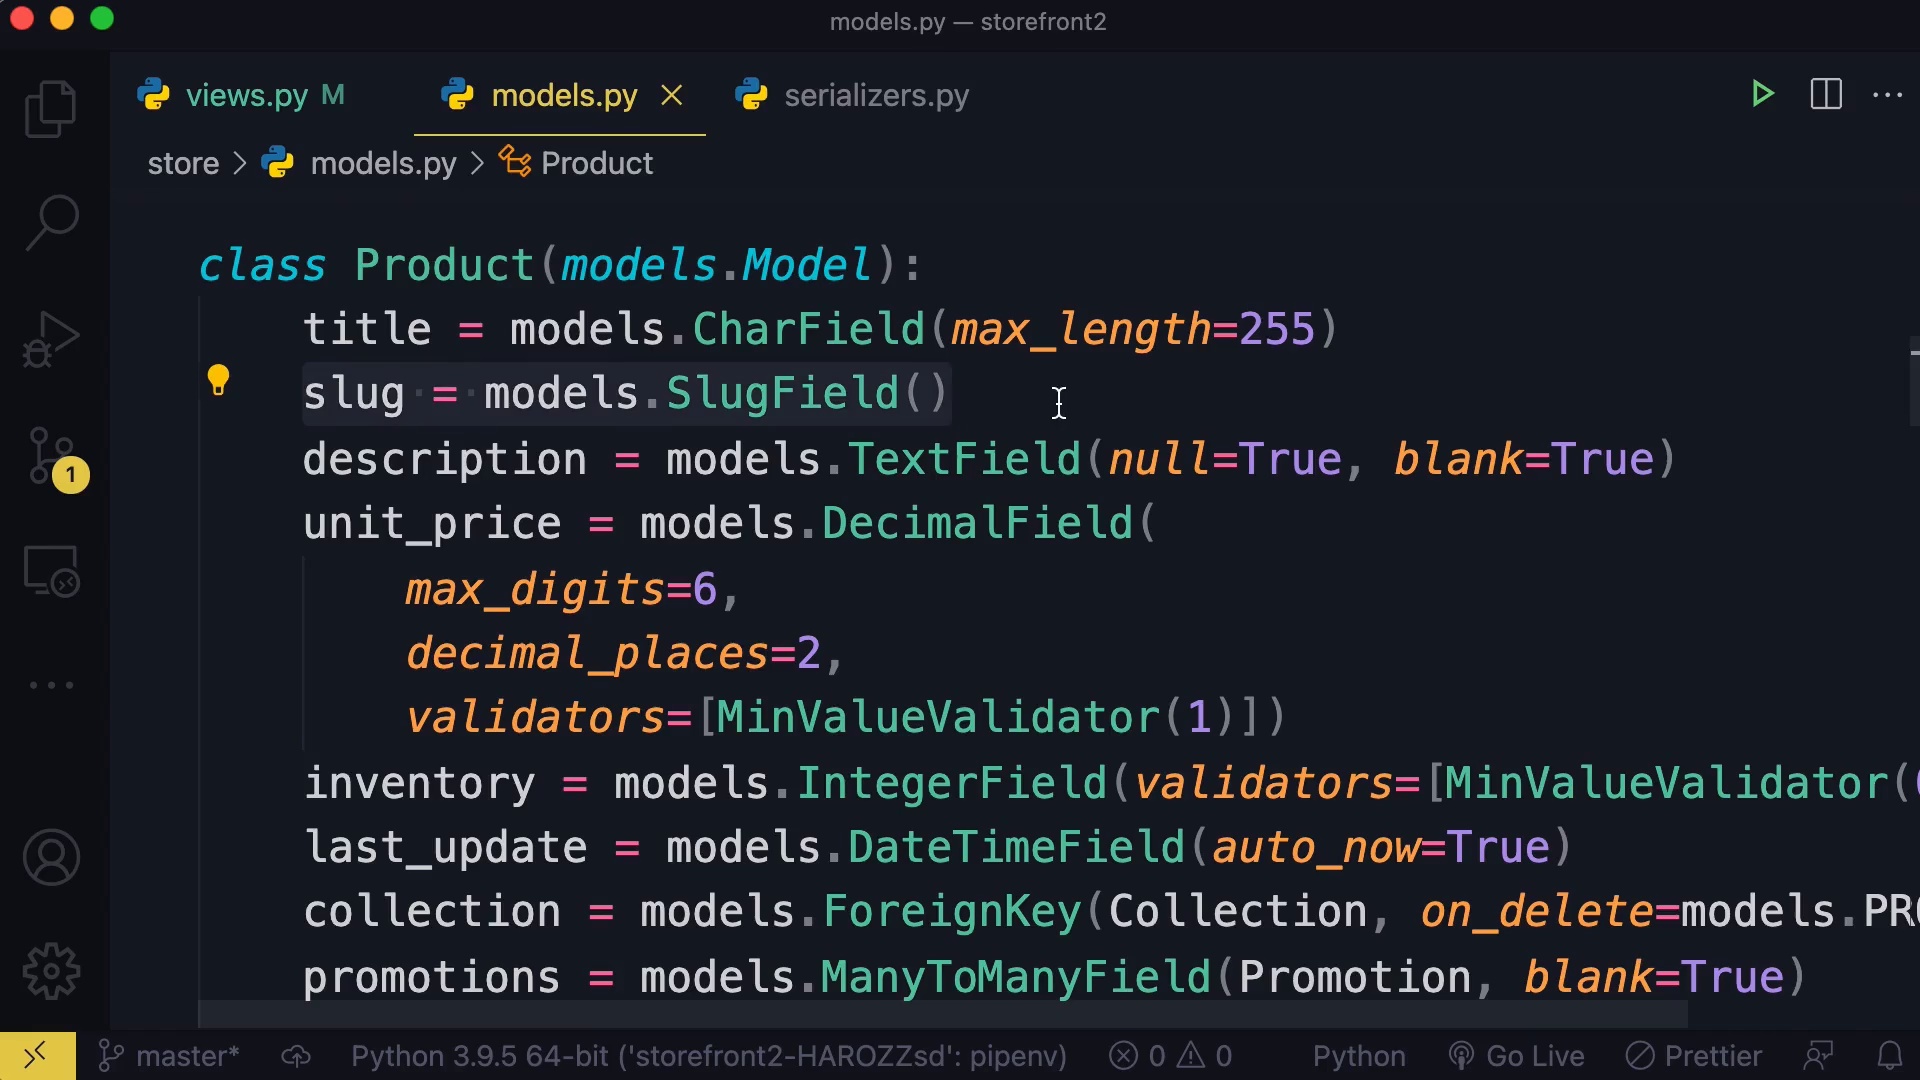 models.py — storefront2
views.py M models.py serializers.py
store > models.py > Product
class Product(models.Model):
title = models.CharField(max_length=255)
slug = models.SlugField()
description = models.TextField(null=True, blank=True)
unit_price = models.DecimalField(
max_digits=6,
decimal_places=2,
validators=[MinValueValidator(1)])
inventory = models.IntegerField(validators=[MinValueValidator(
last_update = models.DateTimeField(auto_now=True)
collection = models.ForeignKey(Collection, on_delete=models.PR
promotions = models.ManyToManyField(Promotion, blank=True)
1
master* Python 3.9.5 64-bit ('storefront2-HAROZZsd': pipenv) 0 0 Python Go Live Prettier